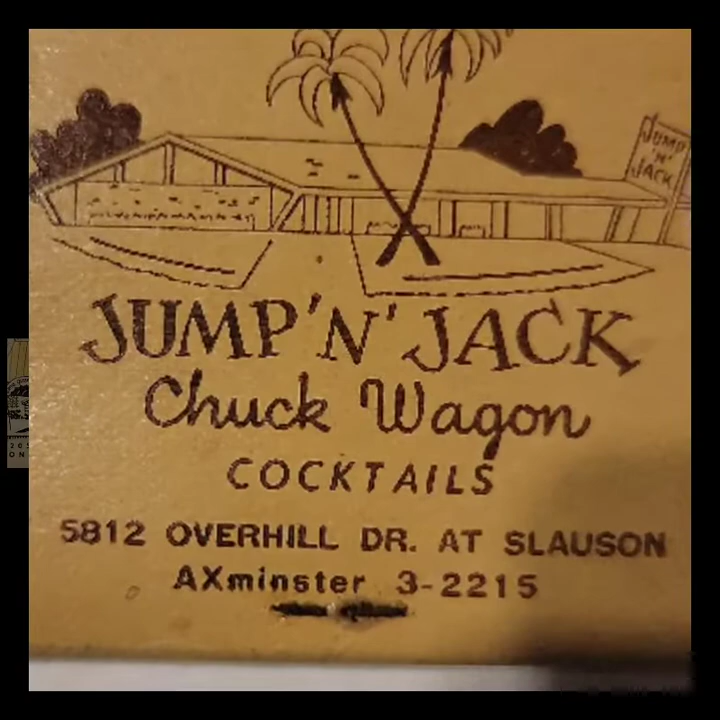 JUMP
'N'
JACK
JUMP 'N' JACK
Chuck Wagon
COCKTAILS
5812 OVERHILL DR. AT SLAUSON
AXminster 3-2215